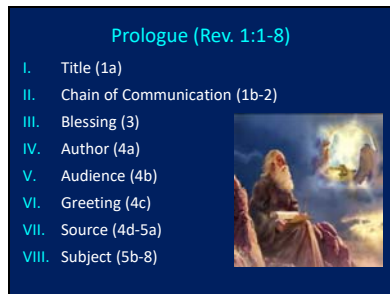 Prologue (Rev. 1:1-8)
I. Title (1a)
II. Chain of Communication (1b-2)
III. Blessing (3)
IV. Author (4a)
V. Audience (4b)
VI. Greeting (4c)
VII. Source (4d-5a)
VIII. Subject (5b-8)